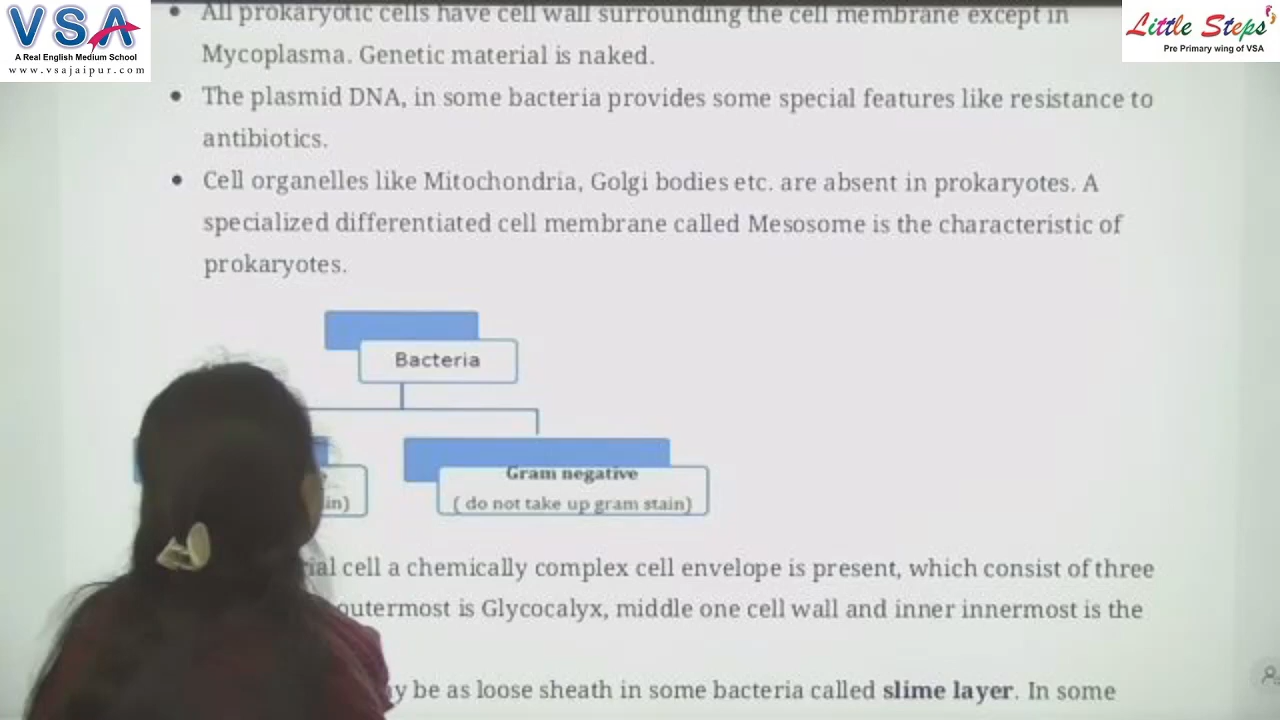 VSA
A Real English Medium School
www.vsajaipur.com
Little Steps
Pre Primary wing of VSA
• All prokaryotic cells have cell wall surrounding the cell membrane except in
Mycoplasma. Genetic material is naked.
• The plasmid DNA, in some bacteria provides some special features like resistance to
antibiotics.
• Cell organelles like Mitochondria, Golgi bodies etc. are absent in prokaryotes. A
specialized differentiated cell membrane called Mesosome is the characteristic of
prokaryotes.
Bacteria
in)
Gram negative
( do not take up gram stain)
ial cell a chemically complex cell envelope is present, which consist of three
outermost is Glycocalyx, middle one cell wall and inner innermost is the
y be as loose sheath in some bacteria called slime layer. In some